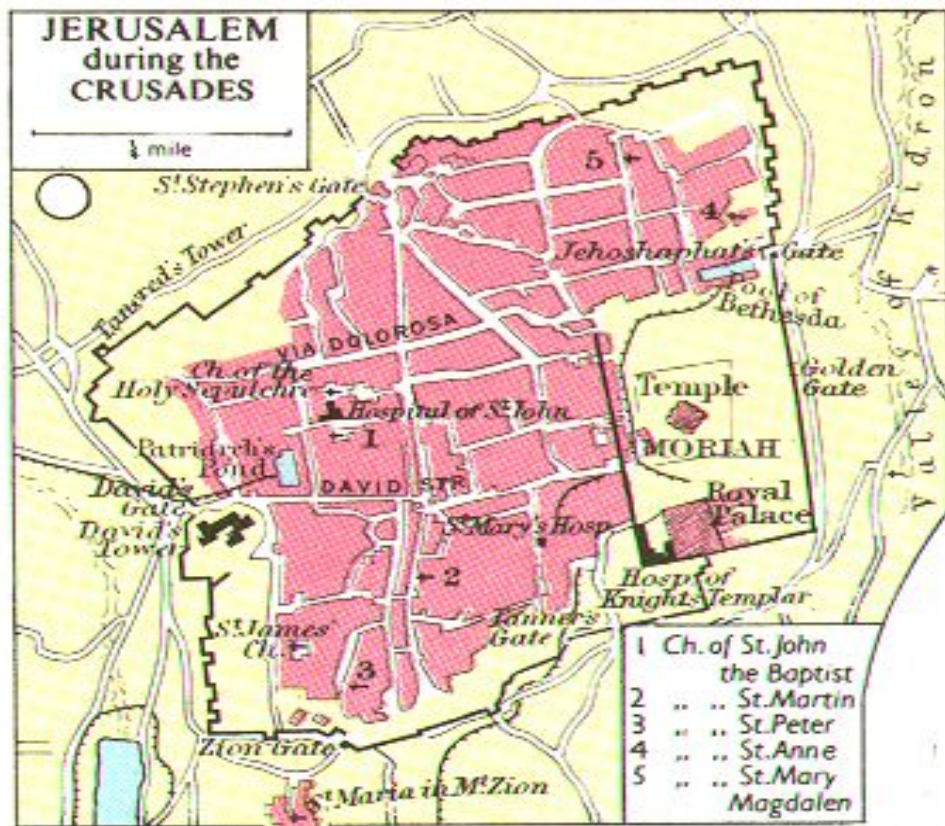 JERUSALEM
during the
CRUSADES
¼ mile
St. Stephen's Gate
Tancred's Tower
5
4
Jehoshaphat's Gate
Pool of
Bethesda
Vale of Kidron
VIA DOLOROSA
Ch. of the
Holy Sepulchre
Hospital of St. John
1
Temple
MORIAH
Golden
Gate
Patriarch's
Pond
DAVID STR.
David's
Gate
David's
Tower
St. Mary's Hosp.
Royal
Palace
Hosp. of
Knights Templar
2
Tanner's
Gate
St. James'
Ch.
3
Zion Gate
St. Maria in Mt. Zion
1 Ch. of St. John
the Baptist
2 „ „ St. Martin
3 „ „ St. Peter
4 „ „ St. Anne
5 „ „ St. Mary
Magdalen